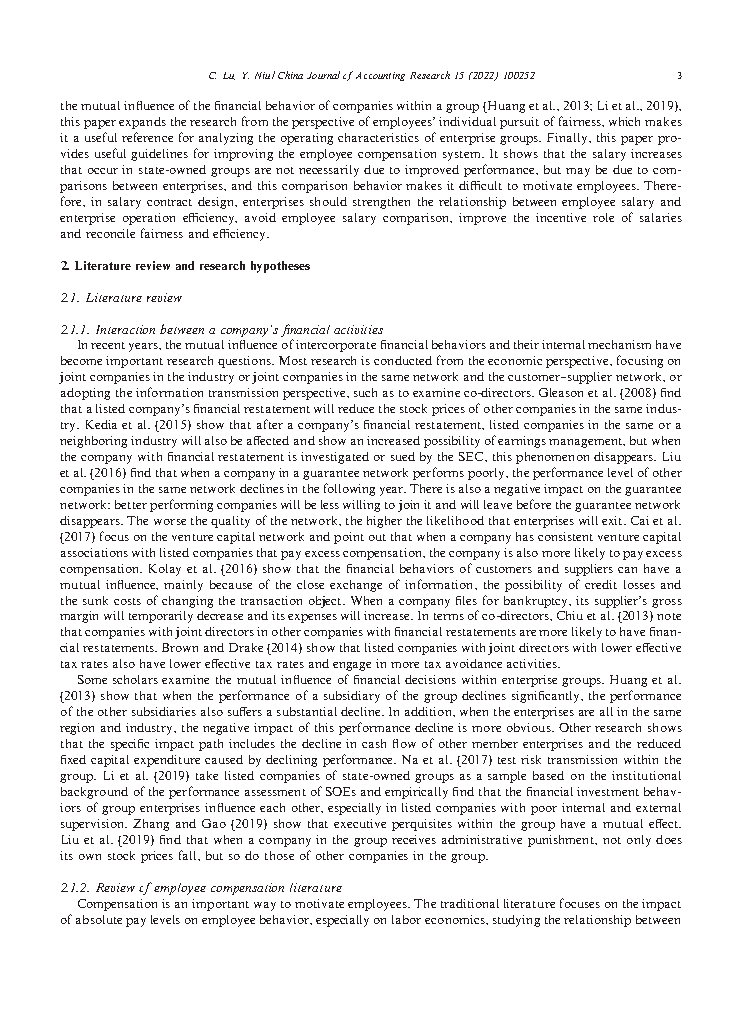 C. Lu, Y. Niu / China Journal of Accounting Research 15 (2022) 100252 3
the mutual influence of the financial behavior of companies within a group (Huang et al., 2013; Li et al., 2019),
this paper expands the research from the perspective of employees' individual pursuit of fairness, which makes
it a useful reference for analyzing the operating characteristics of enterprise groups. Finally, this paper pro-
vides useful guidelines for improving the employee compensation system. It shows that the salary increases
that occur in state-owned groups are not necessarily due to improved performance, but may be due to com-
parisons between enterprises, and this comparison behavior makes it difficult to motivate employees. There-
fore, in salary contract design, enterprises should strengthen the relationship between employee salary and
enterprise operation efficiency, avoid employee salary comparison, improve the incentive role of salaries
and reconcile fairness and efficiency.
2. Literature review and research hypotheses
2.1. Literature review
2.1.1. Interaction between a company's financial activities
In recent years, the mutual influence of intercorporate financial behaviors and their internal mechanism have
become important research questions. Most research is conducted from the economic perspective, focusing on
joint companies in the industry or joint companies in the same network and the customer–supplier network, or
adopting the information transmission perspective, such as to examine co-directors. Gleason et al. (2008) find
that a listed company's financial restatement will reduce the stock prices of other companies in the same indus-
try. Kedia et al. (2015) show that after a company's financial restatement, listed companies in the same or a
neighboring industry will also be affected and show an increased possibility of earnings management, but when
the company with financial restatement is investigated or sued by the SEC, this phenomenon disappears. Liu
et al. (2016) find that when a company in a guarantee network performs poorly, the performance level of other
companies in the same network declines in the following year. There is also a negative impact on the guarantee
network: better performing companies will be less willing to join it and will leave before the guarantee network
disappears. The worse the quality of the network, the higher the likelihood that enterprises will exit. Cai et al.
(2017) focus on the venture capital network and point out that when a company has consistent venture capital
associations with listed companies that pay excess compensation, the company is also more likely to pay excess
compensation. Kolay et al. (2016) show that the financial behaviors of customers and suppliers can have a
mutual influence, mainly because of the close exchange of information, the possibility of credit losses and
the sunk costs of changing the transaction object. When a company files for bankruptcy, its supplier's gross
margin will temporarily decrease and its expenses will increase. In terms of co-directors, Chiu et al. (2013) note
that companies with joint directors in other companies with financial restatements are more likely to have finan-
cial restatements. Brown and Drake (2014) show that listed companies with joint directors with lower effective
tax rates also have lower effective tax rates and engage in more tax avoidance activities.
Some scholars examine the mutual influence of financial decisions within enterprise groups. Huang et al.
(2013) show that when the performance of a subsidiary of the group declines significantly, the performance
of the other subsidiaries also suffers a substantial decline. In addition, when the enterprises are all in the same
region and industry, the negative impact of this performance decline is more obvious. Other research shows
that the specific impact path includes the decline in cash flow of other member enterprises and the reduced
fixed capital expenditure caused by declining performance. Na et al. (2017) test risk transmission within the
group. Li et al. (2019) take listed companies of state-owned groups as a sample based on the institutional
background of the performance assessment of SOEs and empirically find that the financial investment behav-
iors of group enterprises influence each other, especially in listed companies with poor internal and external
supervision. Zhang and Gao (2019) show that executive perquisites within the group have a mutual effect.
Liu et al. (2019) find that when a company in the group receives administrative punishment, not only does
its own stock prices fall, but so do those of other companies in the group.
2.1.2. Review of employee compensation literature
Compensation is an important way to motivate employees. The traditional literature focuses on the impact
of absolute pay levels on employee behavior, especially on labor economics, studying the relationship between